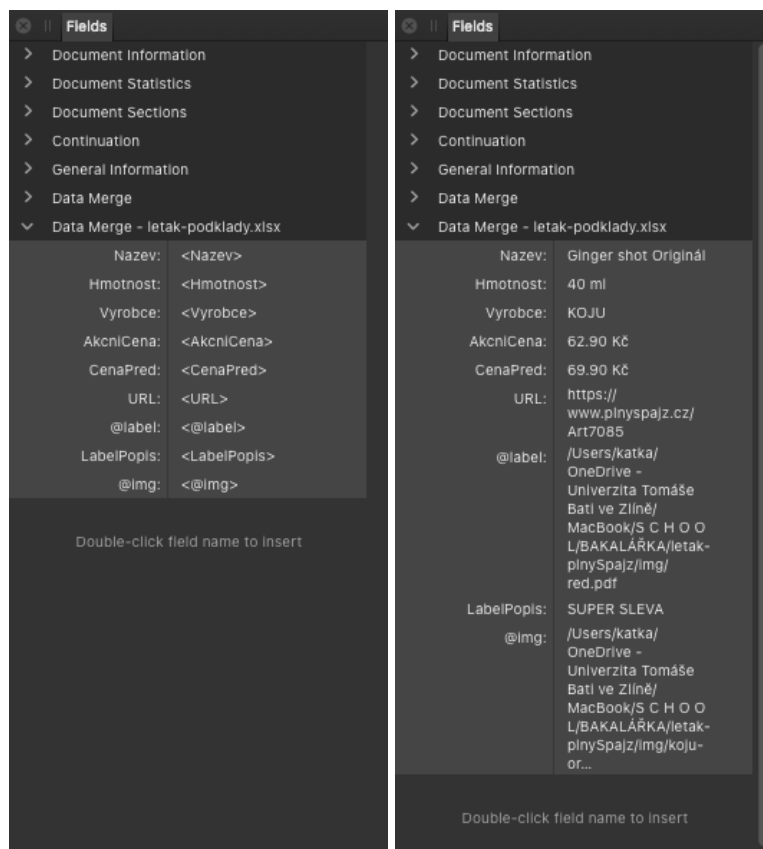 Fields
Document Information
Document Statistics
Document Sections
Continuation
General Information
Data Merge
Data Merge - letak-podklady.xlsx
Nazev: <Nazev>
Hmotnost: <Hmotnost>
Vyrobce: <Vyrobce>
AkcniCena: <AkcniCena>
CenaPred: <CenaPred>
URL: <URL>
@label: <@label>
LabelPopis: <LabelPopis>
@img: <@img>
Double-click field name to insert
Fields
Document Information
Document Statistics
Document Sections
Continuation
General Information
Data Merge
Data Merge - letak-podklady.xlsx
Nazev: Ginger shot Originál
Hmotnost: 40 ml
Vyrobce: KOJU
AkcniCena: 62.90 Kč
CenaPred: 69.90 Kč
URL: https://
www.plnyspajz.cz/
Art7085
@label: /Users/katka/
OneDrive -
Univerzita Tomáše
Bati ve Zlíně/
MacBook/S C H O O
L/BAKALÁŘKA/letak-
plnySpajz/img/
red.pdf
LabelPopis: SUPER SLEVA
@img: /Users/katka/
OneDrive -
Univerzita Tomáše
Bati ve Zlíně/
MacBook/S C H O O
L/BAKALÁŘKA/letak-
plnySpajz/img/koju-
or...
Double-click field name to insert